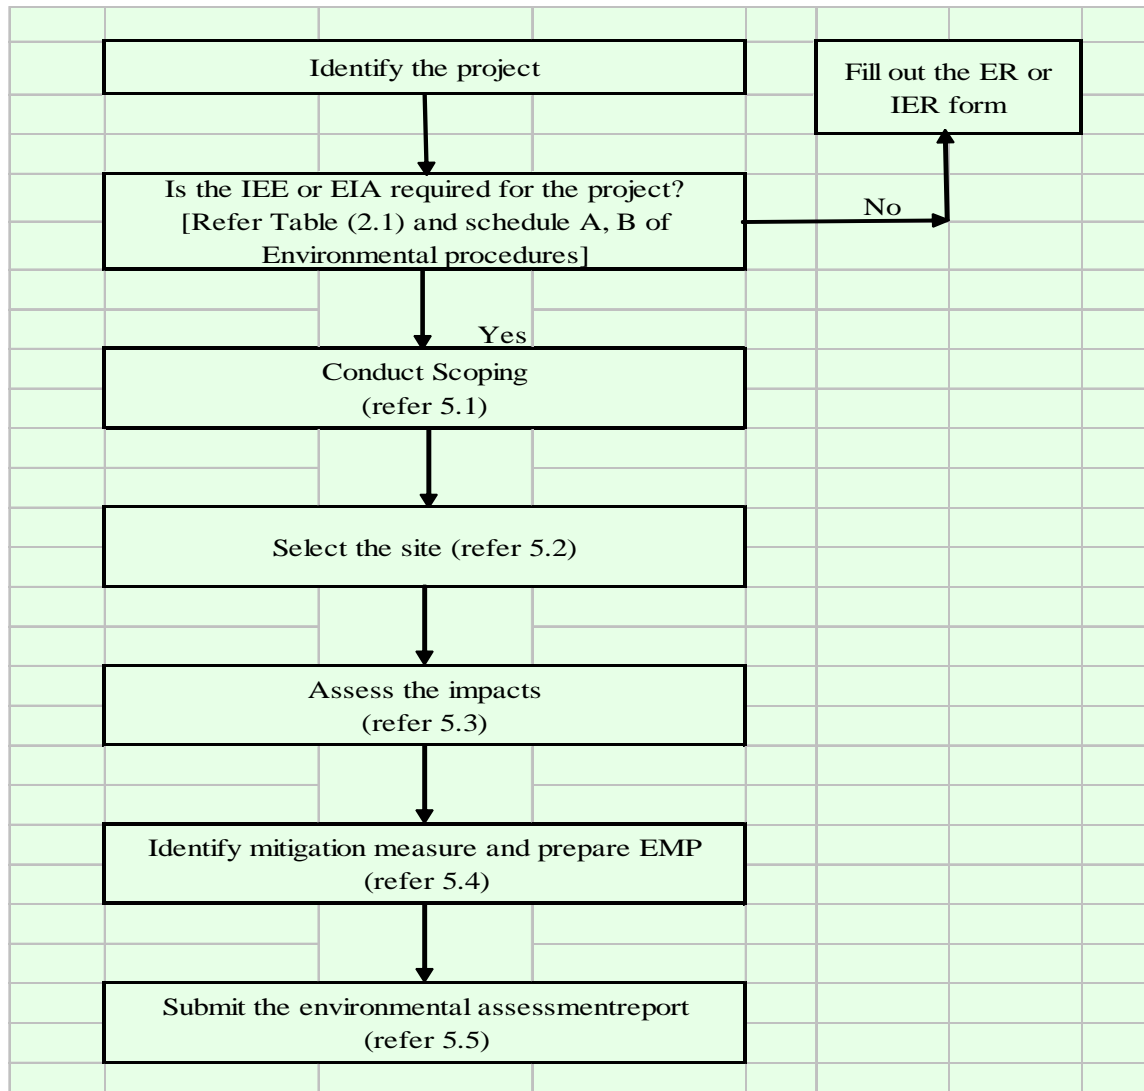 Identify the project
Fill out the ER or
IER form
Is the IEE or EIA required for the project?
[Refer Table (2.1) and schedule A, B of
Environmental procedures]
No
Yes
Conduct Scoping
(refer 5.1)
Select the site (refer 5.2)
Assess the impacts
(refer 5.3)
Identify mitigation measure and prepare EMP
(refer 5.4)
Submit the environmental assessmentreport
(refer 5.5)